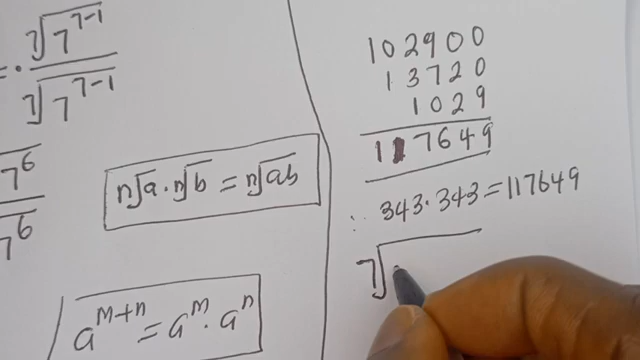 = · ⁷√7^(7-1) / ⁷√7^(7-1)
7^6
7^6
ⁿ√a · ⁿ√b = ⁿ√ab
a^(m+n) = a^m · a^n
102900
13720
1029
117649
∴ 343 · 343 = 117649
⁷√